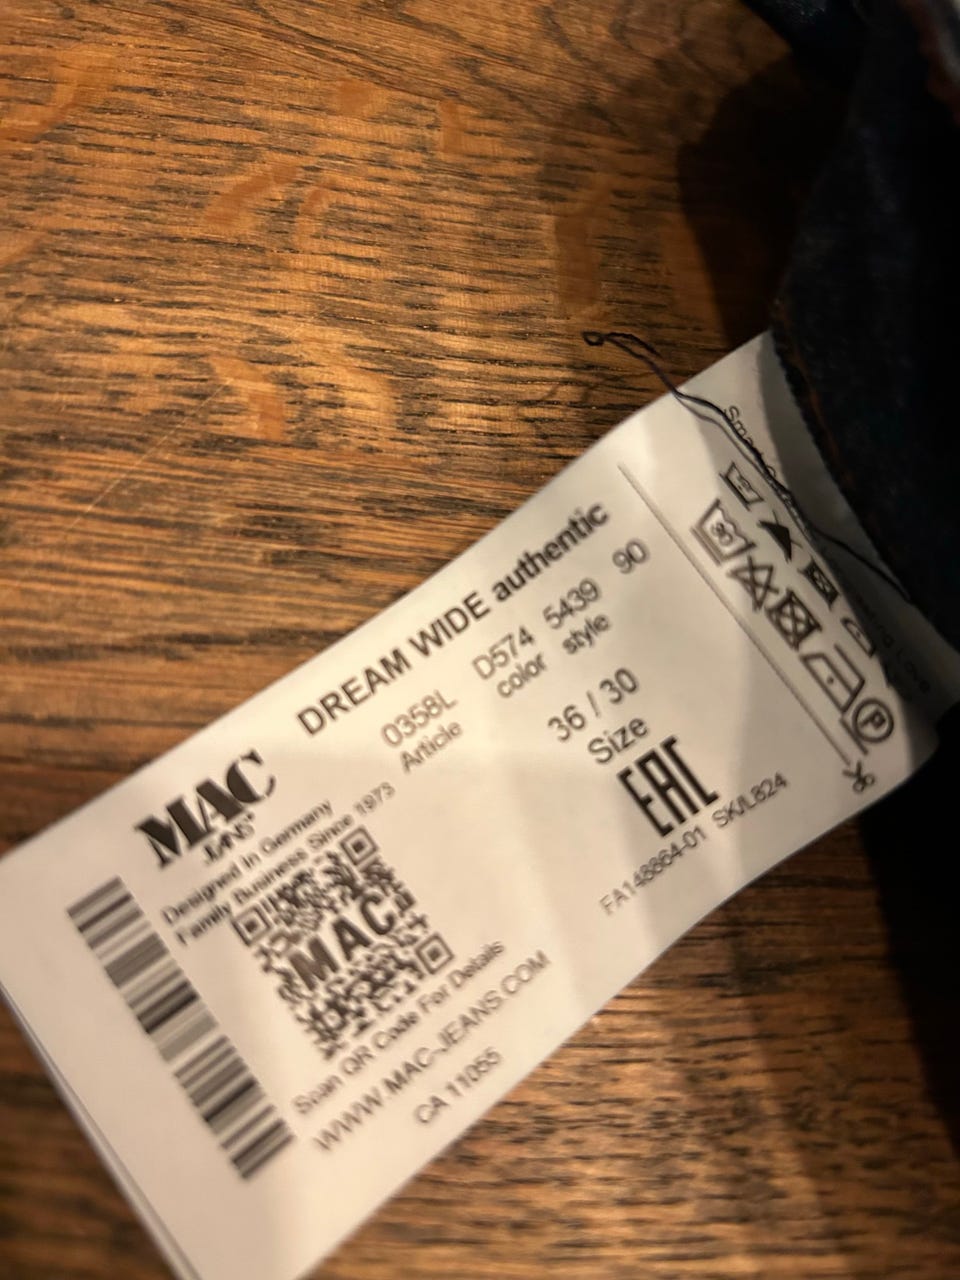 DREAM WIDE authentic
0358L D574 5439 90
Article color style
36 / 30
Size
EAC
FA148864-01 SK/L824
MAC
JEANS
Designed in Germany
Family Business Since 1973
MAC
Scan QR Code For Details
WWW.MAC-JEANS.COM
CA 11055
P